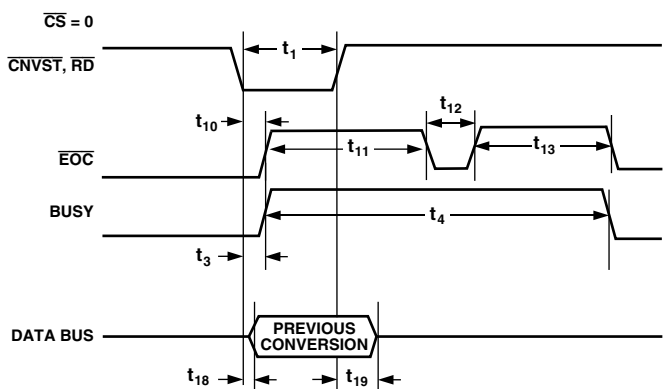 CS = 0
CNVST, RD
t1
t10
t12
EOC
t11
t13
BUSY
t4
t3
DATA BUS
PREVIOUS
CONVERSION
t18
t19